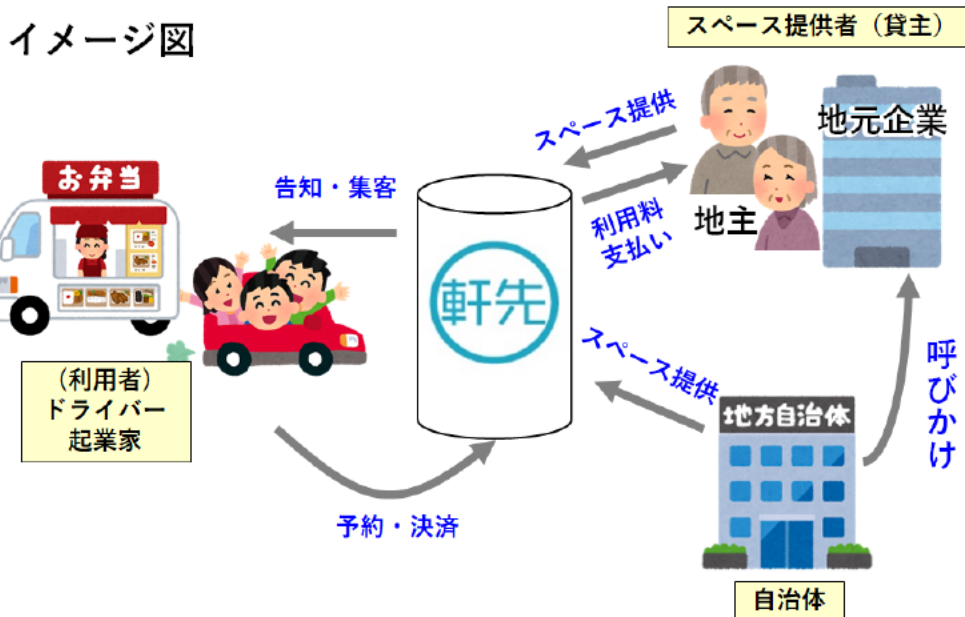 イメージ図
スペース提供者（貸主）
スペース提供
地元企業
お弁当
告知・集客
利用料
支払い
地主
軒先
スペース提供
呼びかけ
（利用者）
ドライバー
起業家
地方自治体
予約・決済
自治体